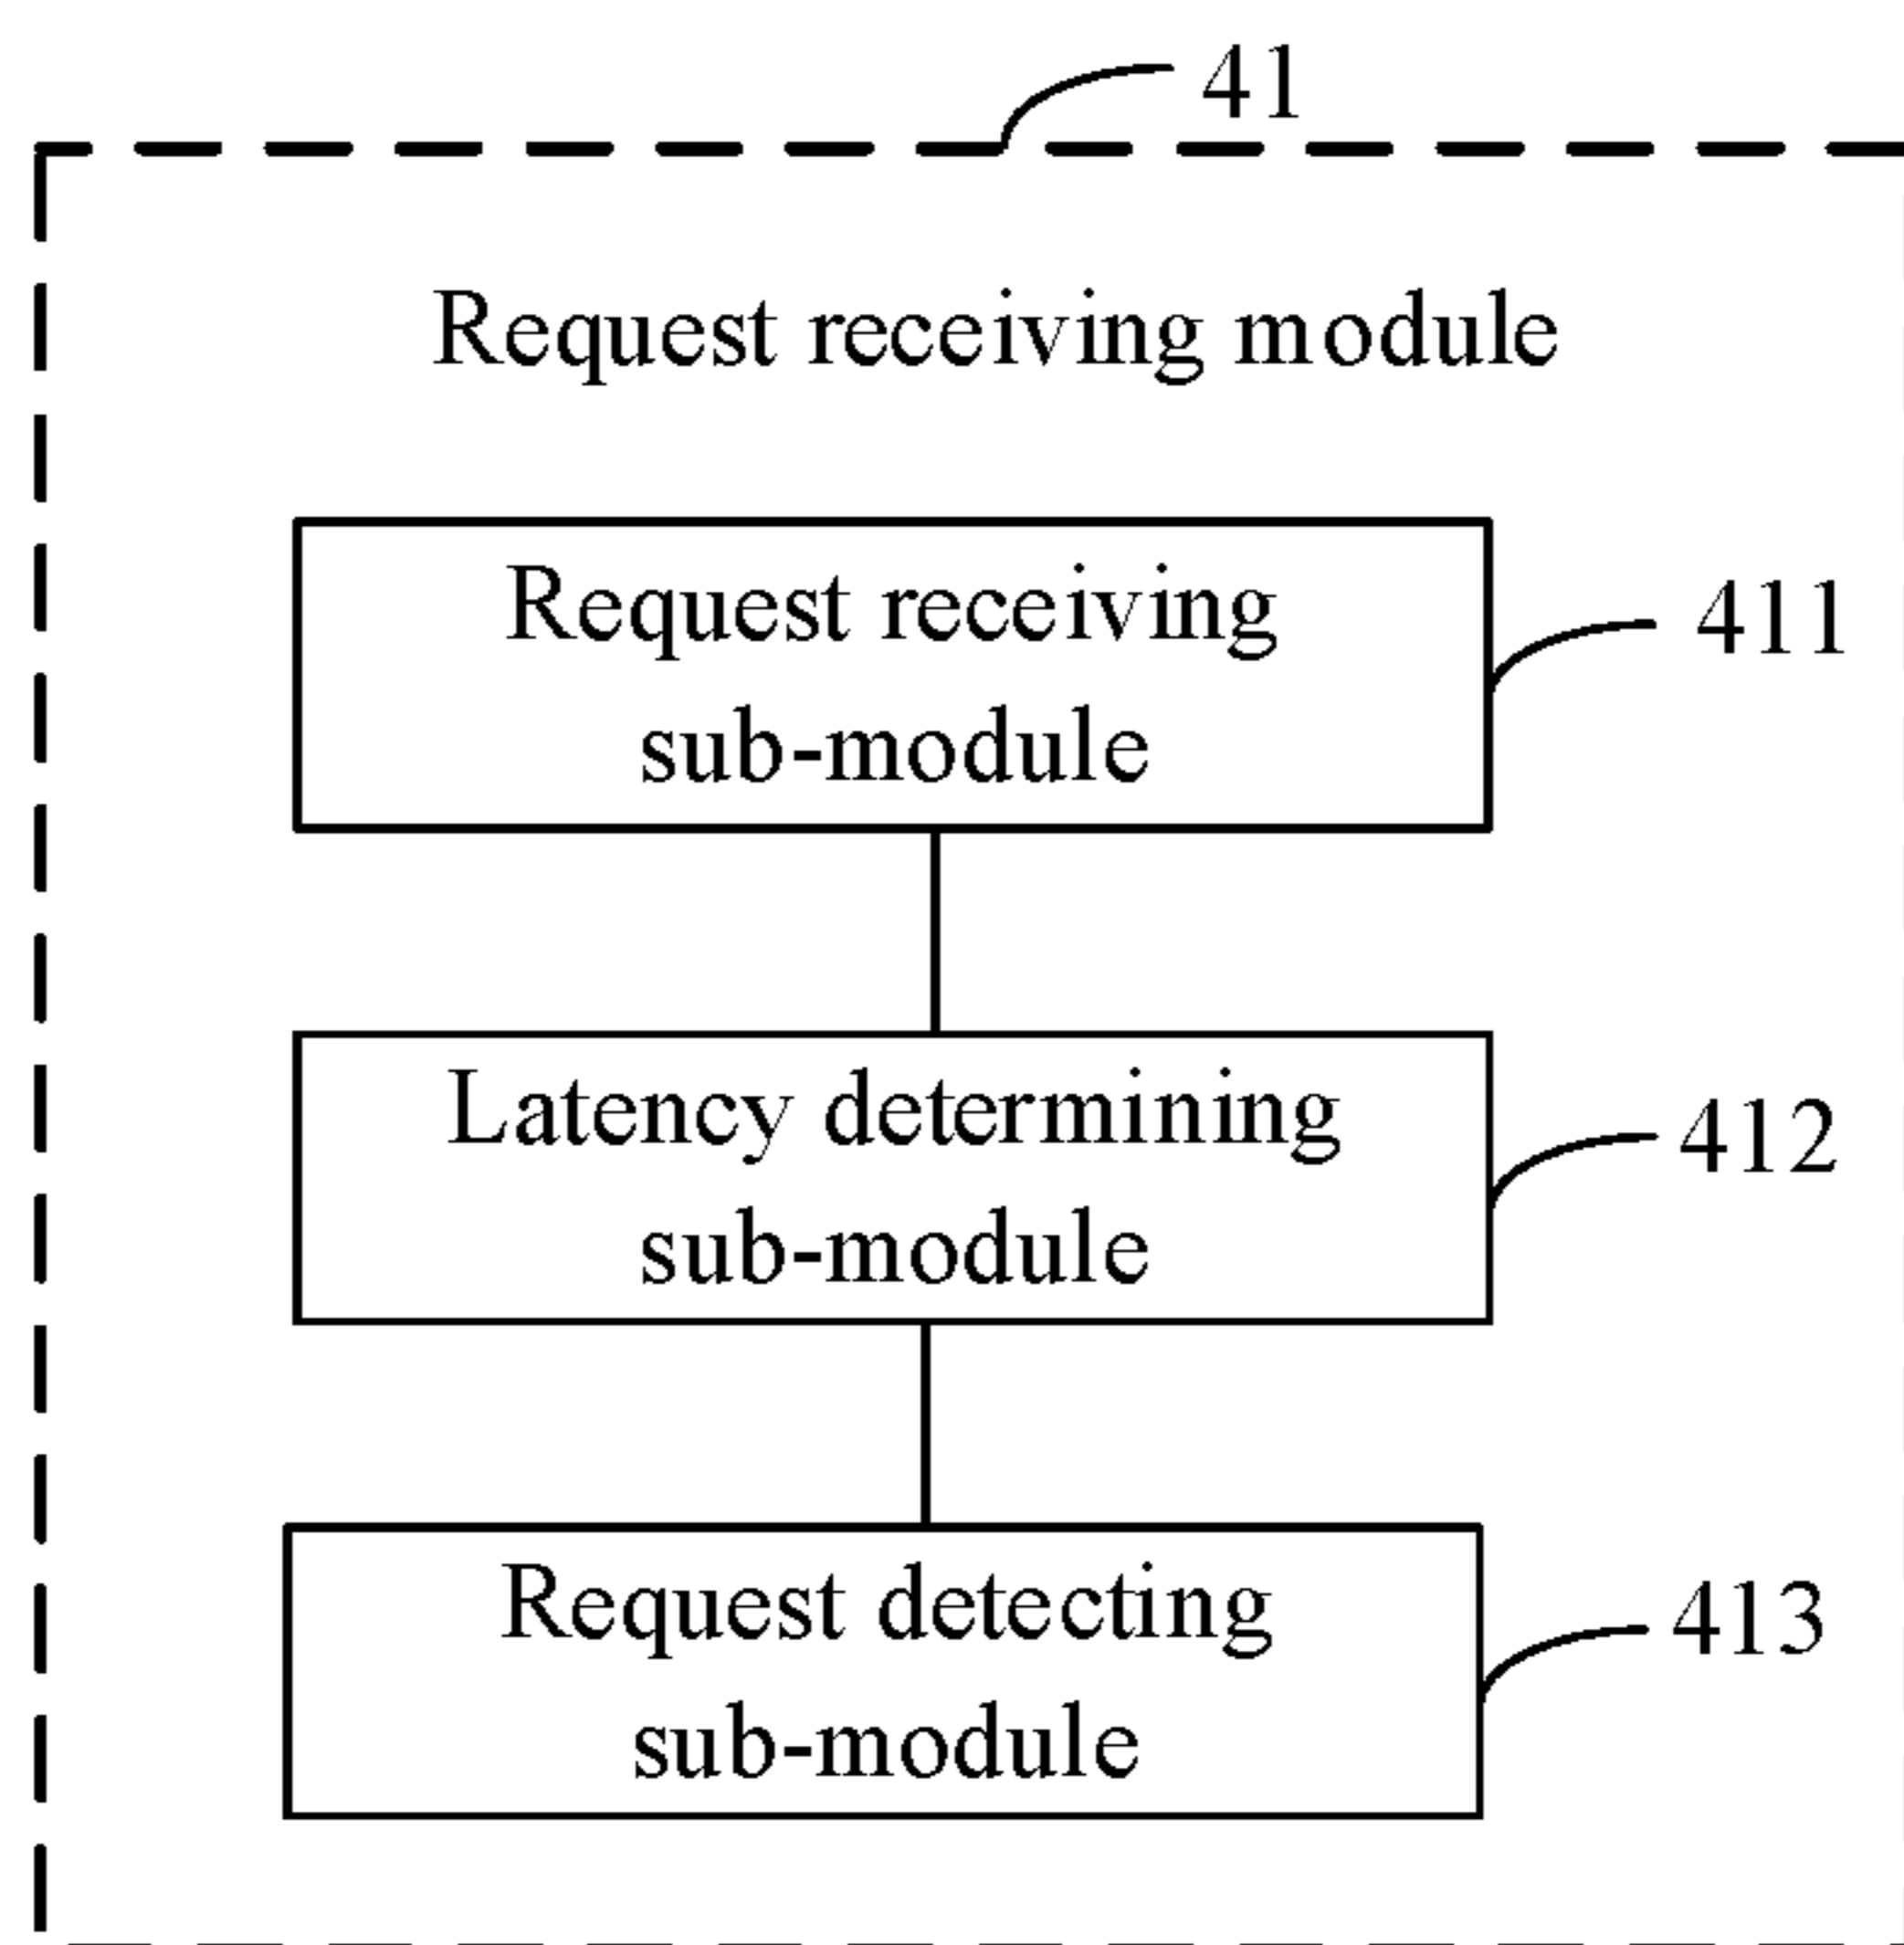 41
Request receiving module
Request receiving
sub-module
411
Latency determining
sub-module
412
Request detecting
sub-module
413